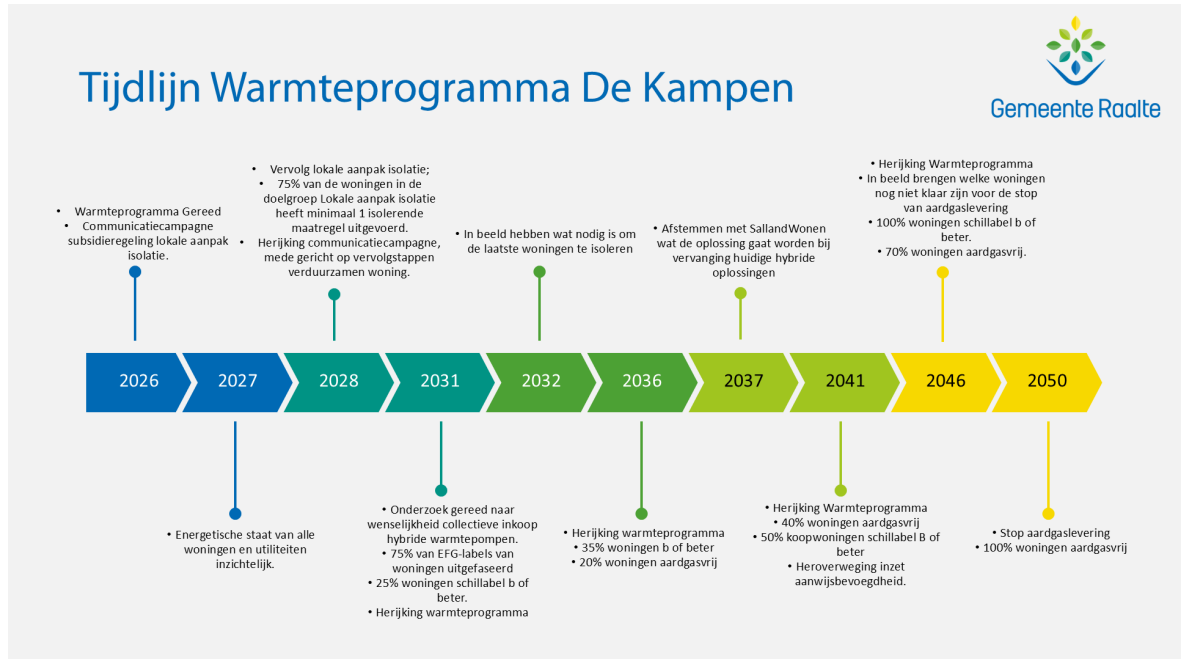 Tijdlijn Warmteprogramma De Kampen
Gemeente Raalte
• Warmteprogramma Gereed
• Communicatiecampagne
subsidieregeling lokale aanpak
isolatie.
• Vervolg lokale aanpak isolatie;
• 75% van de woningen in de
doelgroep Lokale aanpak isolatie
heeft minimaal 1 isolerende
maatregel uitgevoerd.
• Herijking communicatiecampagne,
mede gericht op vervolgstappen
verduurzamen woning.
• In beeld hebben wat nodig is om
de laatste woningen te isoleren
• Afstemmen met SallandWonen
wat de oplossing gaat worden bij
vervanging huidige hybride
oplossingen
• Herijking Warmteprogramma
• In beeld brengen welke woningen
nog niet klaar zijn voor de stop
van aardgaslevering
• 100% woningen schillabel b of
beter.
• 70% woningen aardgasvrij.
2026 2027 2028 2031 2032 2036 2037 2041 2046 2050
• Energetische staat van alle
woningen en utiliteiten
inzichtelijk.
• Onderzoek gereed naar
wenselijkheid collectieve inkoop
hybride warmtepompen.
• 75% van EFG-labels van
woningen uitgefaseerd
• 25% woningen schillabel b of
beter.
• Herijking warmteprogramma
• Herijking warmteprogramma
• 35% woningen b of beter
• 20% woningen aardgasvrij
• Herijking Warmteprogramma
• 40% woningen aardgasvrij
• 50% koopwoningen schillabel B of
beter
• Heroverweging inzet
aanwijsbevoegdheid.
• Stop aardgaslevering
• 100% woningen aardgasvrij